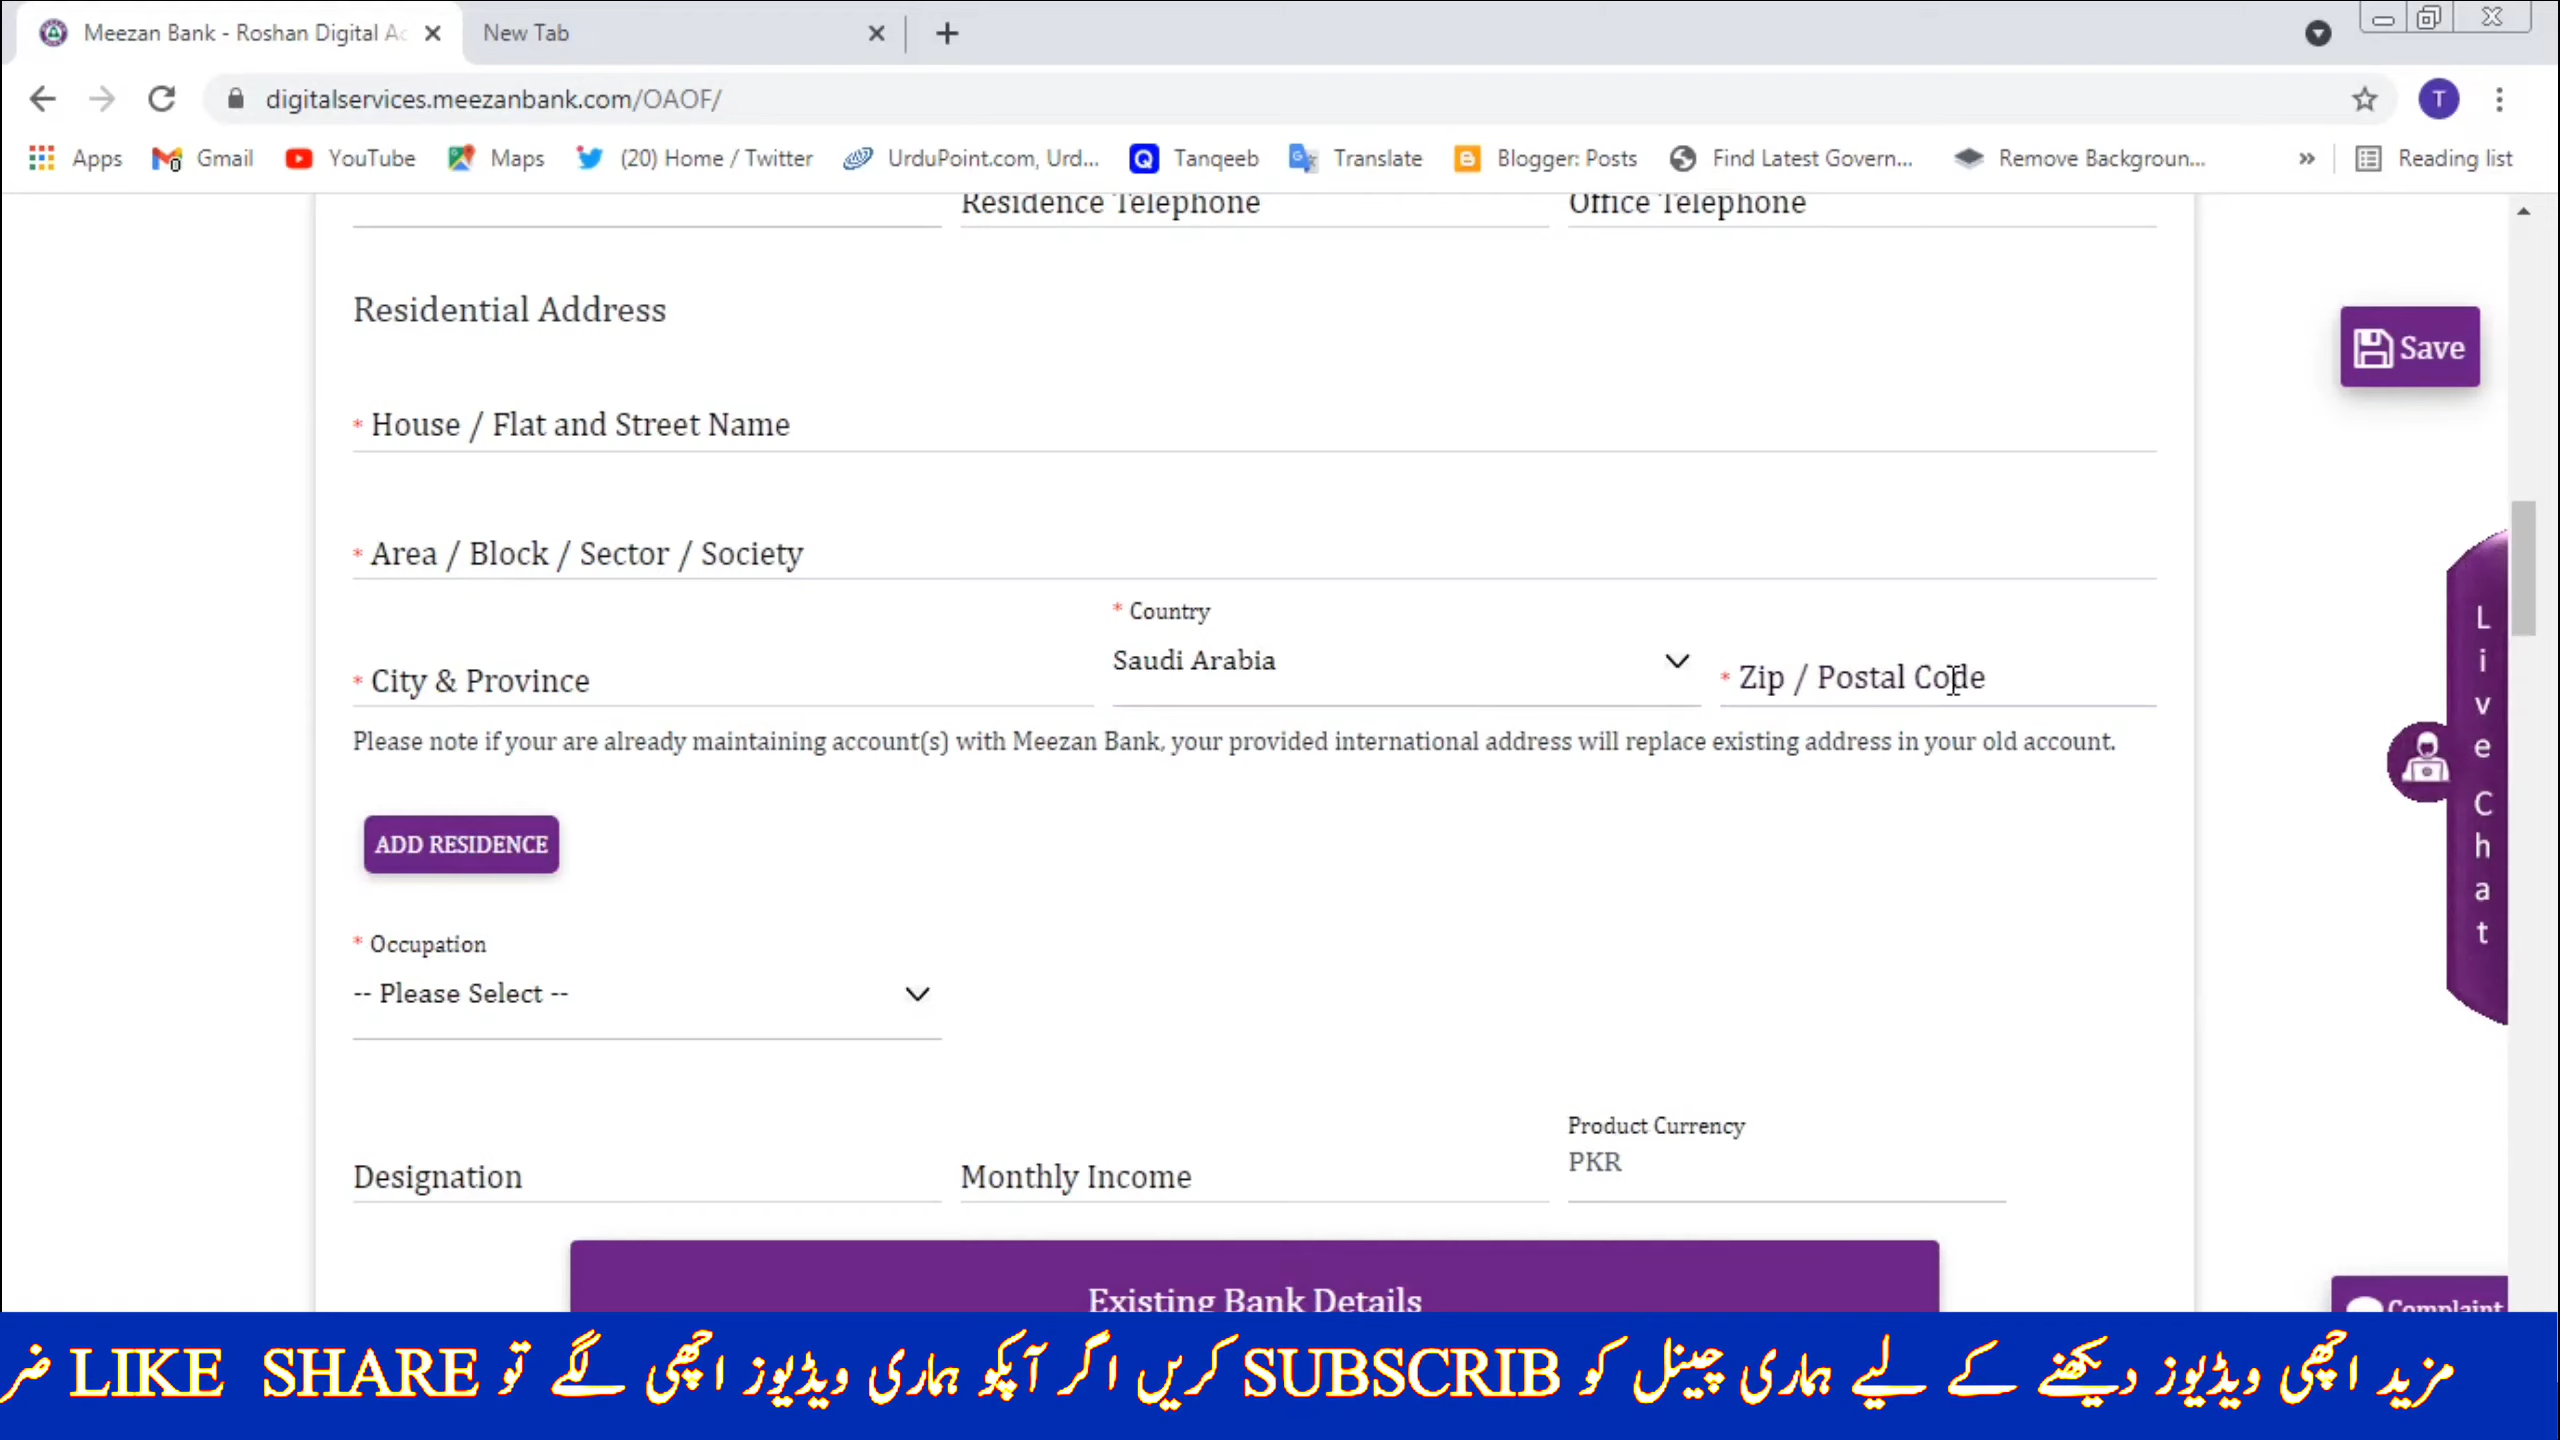 Meezan Bank - Roshan Digital Ac
New Tab
digitalservices.meezanbank.com/OAOF/
T
Apps
Gmail
YouTube
Maps
(20) Home / Twitter
UrduPoint.com, Urd...
Tanqeeb
Translate
Blogger: Posts
Find Latest Govern...
Remove Backgroun...
»
Reading list
Residence Telephone
Office Telephone
Residential Address
Save
* House / Flat and Street Name
* Area / Block / Sector / Society
* Country
Saudi Arabia
* City & Province
* Zip / Postal Code
Please note if your are already maintaining account(s) with Meezan Bank, your provided international address will replace existing address in your old account.
Live Chat
ADD RESIDENCE
* Occupation
-- Please Select --
Product Currency
PKR
Designation
Monthly Income
Existing Bank Details
Complaint
مزید اچھی ویڈیوز دیکھنے کے لیے ہماری چینل کو SUBSCRIB کریں اگر آپکو ہماری ویڈیوز اچھی لگے تو LIKE SHARE